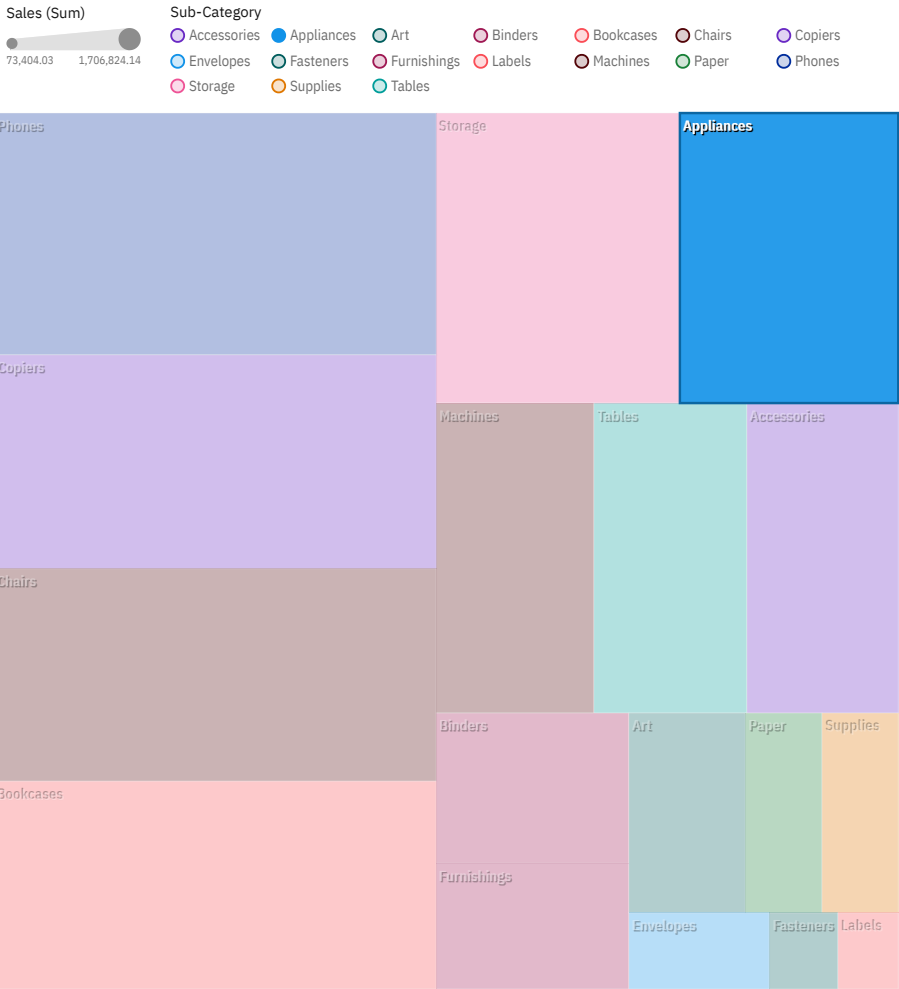 Sales (Sum)
73,404.03 1,706,824.14
Sub-Category
Accessories Appliances Art Binders Bookcases Chairs Copiers
Envelopes Fasteners Furnishings Labels Machines Paper Phones
Storage Supplies Tables
Phones
Storage
Appliances
Copiers
Machines
Tables
Accessories
Chairs
Binders
Art
Paper
Supplies
Bookcases
Furnishings
Envelopes
Fasteners
Labels